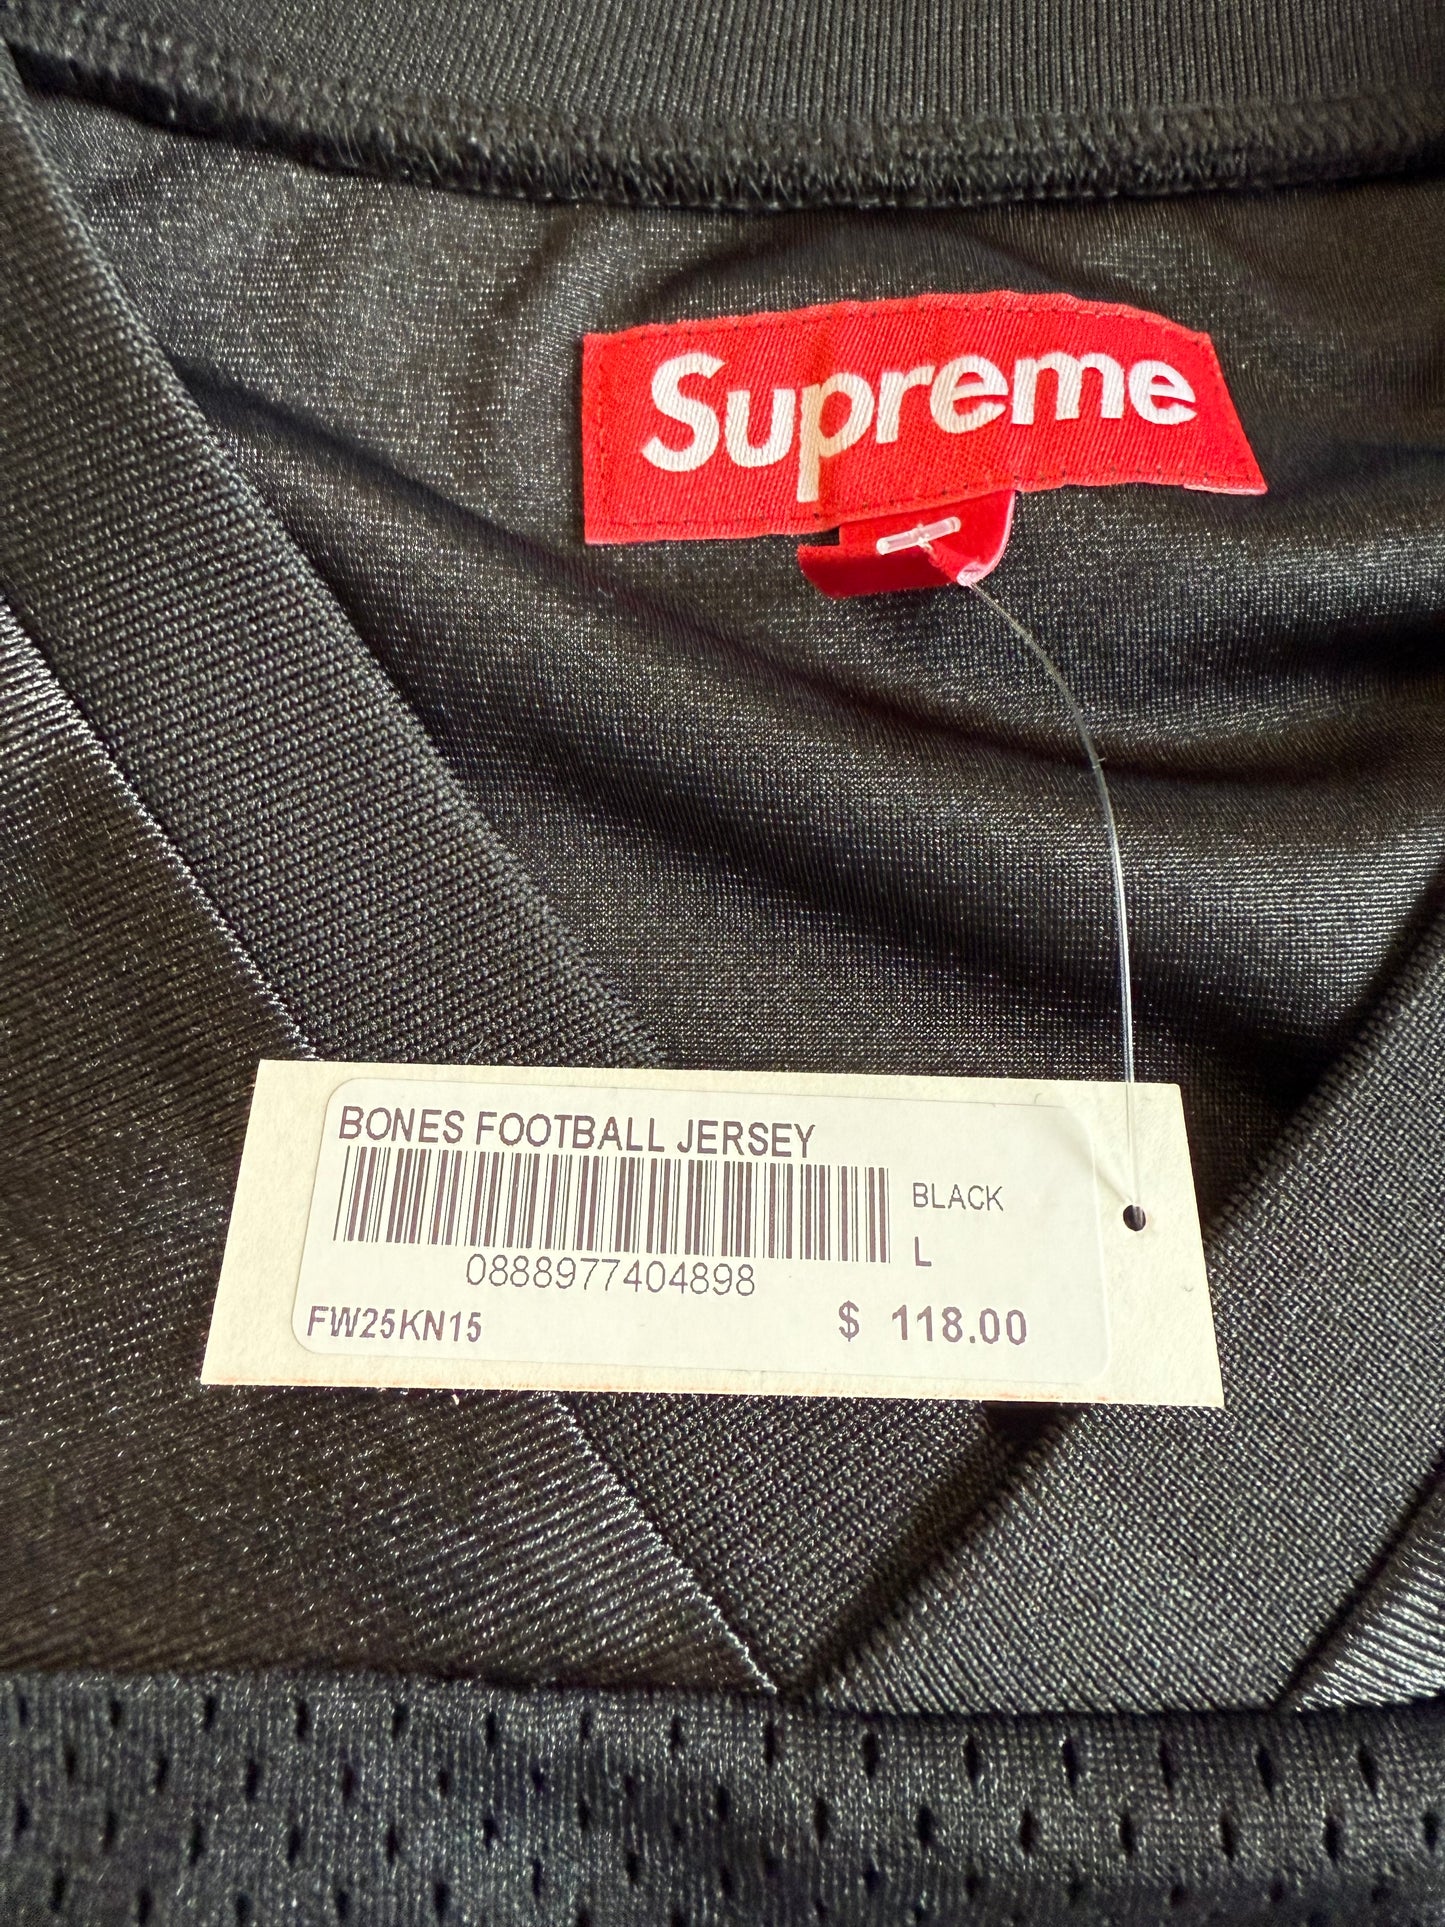 Supreme
BONES FOOTBALL JERSEY
BLACK
L
0888977404898
FW25KN15 $ 118.00